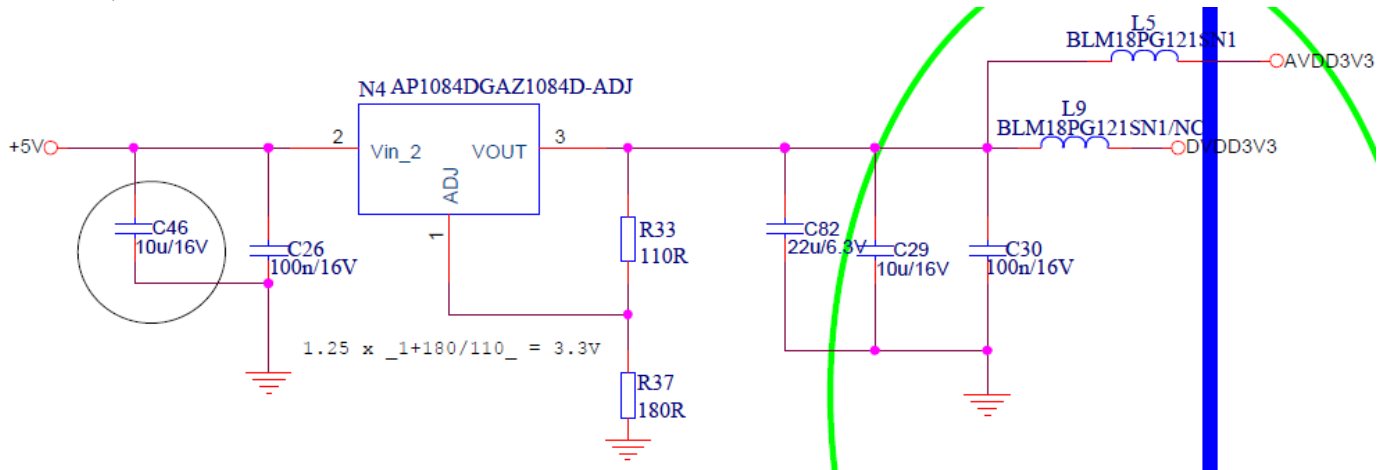 L5
BLM18PG121SN1
AVDD3V3
N4 AP1084DGAZ1084D-ADJ
L9
BLM18PG121SN1/NC
DVDD3V3
+5V
2
Vin_2
VOUT
3
ADJ
1
C46
10u/16V
C26
100n/16V
R33
110R
C82
22u/6.3V
C29
10u/16V
C30
100n/16V
1.25 x _1+180/110_ = 3.3V
R37
180R